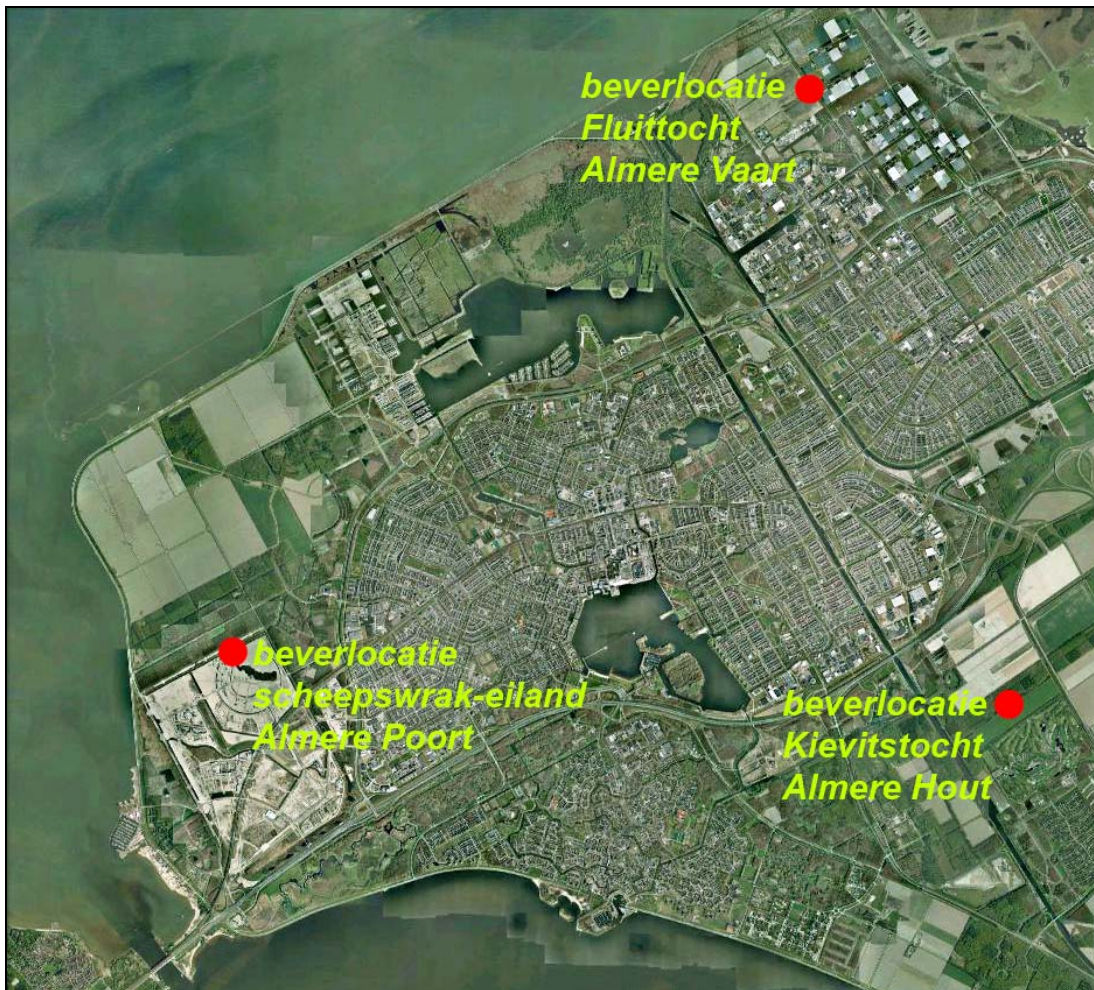 beverlocatie
Fluittocht
Almere Vaart
beverlocatie
scheepswrak-eiland
Almere Poort
beverlocatie
Kievitstocht
Almere Hout